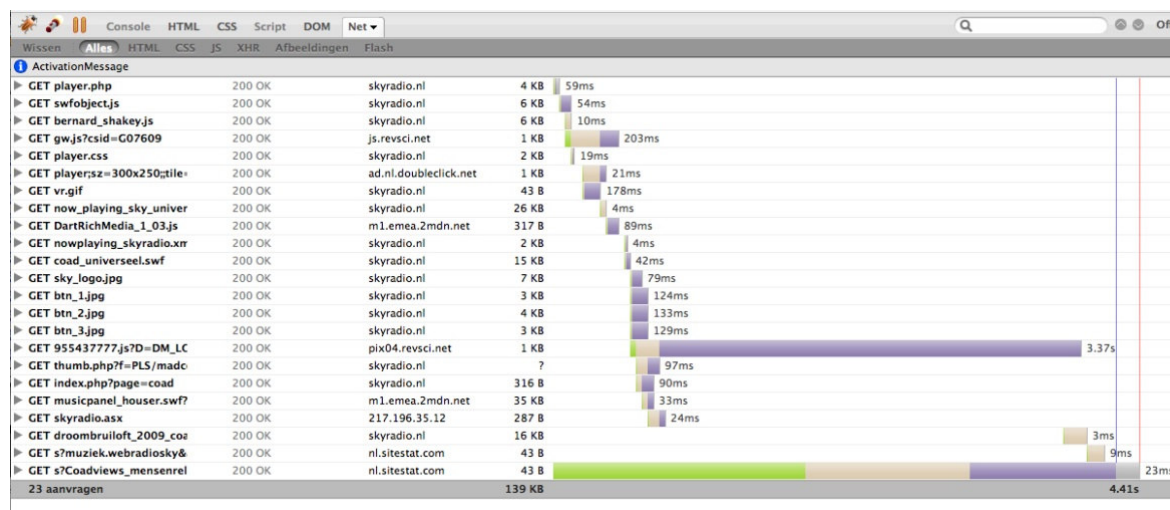 Console HTML CSS Script DOM Net Of
Wissen Alles HTML CSS JS XHR Afbeeldingen Flash
ActivationMessage
GET player.php 200 OK skyradio.nl 4 KB 59ms
GET swfobject.js 200 OK skyradio.nl 6 KB 54ms
GET bernard_shakey.js 200 OK skyradio.nl 6 KB 10ms
GET gw.js?csid=G07609 200 OK js.revsci.net 1 KB 203ms
GET player.css 200 OK skyradio.nl 2 KB 19ms
GET player;sz=300x250;;tile= 200 OK ad.nl.doubleclick.net 1 KB 21ms
GET vr.gif 200 OK skyradio.nl 43 B 178ms
GET now_playing_sky_univer 200 OK skyradio.nl 26 KB 4ms
GET DartRichMedia_1_03.js 200 OK m1.emea.2mdn.net 317 B 89ms
GET nowplaying_skyradio.xm 200 OK skyradio.nl 2 KB 4ms
GET coad_universeel.swf 200 OK skyradio.nl 15 KB 42ms
GET sky_logo.jpg 200 OK skyradio.nl 7 KB 79ms
GET btn_1.jpg 200 OK skyradio.nl 3 KB 124ms
GET btn_2.jpg 200 OK skyradio.nl 4 KB 133ms
GET btn_3.jpg 200 OK skyradio.nl 3 KB 129ms
GET 955437777.js?D=DM_LC 200 OK pix04.revsci.net 1 KB 3.37s
GET thumb.php?f=PLS/madc 200 OK skyradio.nl ? 97ms
GET index.php?page=coad 200 OK skyradio.nl 316 B 90ms
GET musicpanel_houser.swf? 200 OK m1.emea.2mdn.net 35 KB 33ms
GET skyradio.asx 200 OK 217.196.35.12 287 B 24ms
GET droombruiloft_2009_coa 200 OK skyradio.nl 16 KB 3ms
GET s?muziek.webradiosky& 200 OK nl.sitestat.com 43 B 9ms
GET s?Coadviews_mensenrel 200 OK nl.sitestat.com 43 B 23ms
23 aanvragen 139 KB 4.41s